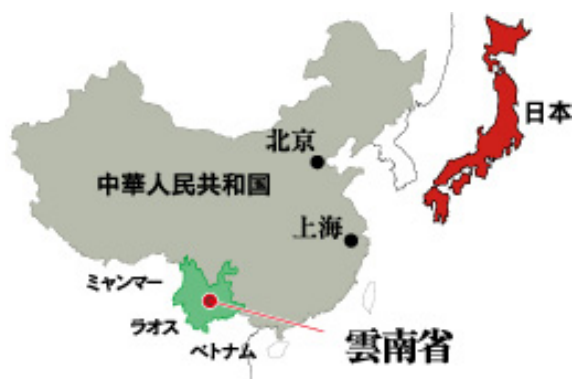 日本
北京
中華人民共和国
上海
ミャンマー
ラオス
ベトナム
雲南省